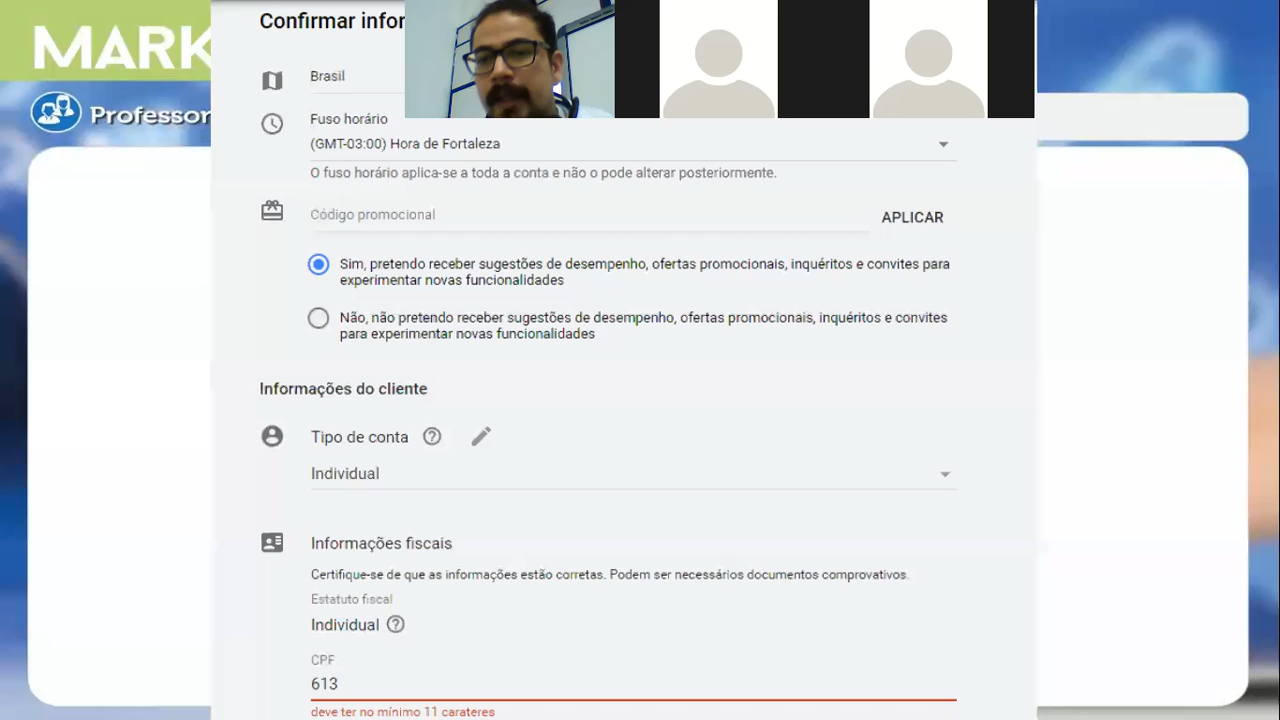 MARK
Professor
Confirmar infor
Brasil
Fuso horário
(GMT-03:00) Hora de Fortaleza
O fuso horário aplica-se a toda a conta e não o pode alterar posteriormente.
Código promocional
APLICAR
Sim, pretendo receber sugestões de desempenho, ofertas promocionais, inquéritos e convites para
experimentar novas funcionalidades
Não, não pretendo receber sugestões de desempenho, ofertas promocionais, inquéritos e convites
para experimentar novas funcionalidades
Informações do cliente
Tipo de conta
Individual
Informações fiscais
Certifique-se de que as informações estão corretas. Podem ser necessários documentos comprovativos.
Estatuto fiscal
Individual
CPF
613
deve ter no mínimo 11 carateres